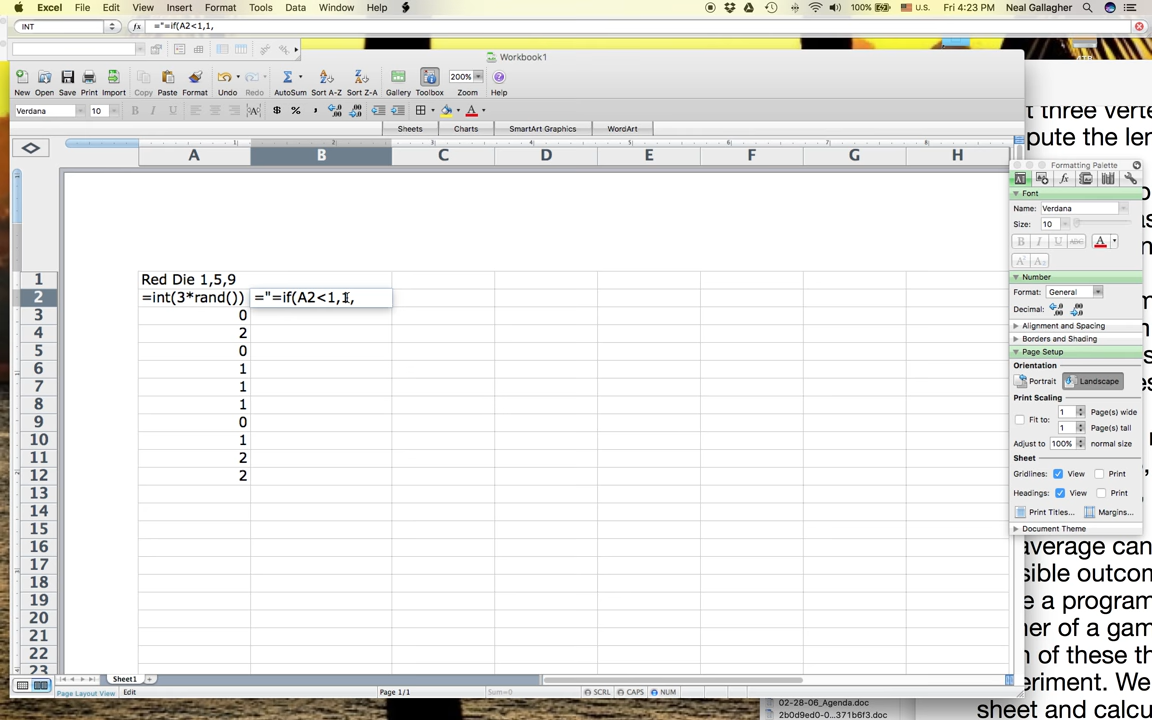 Excel File Edit View Insert Format Tools Data Window Help 100% U.S. Fri 4:23 PM Neal Gallagher
INT fx ="=if(A2<1,1,
Workbook1
New Open Save Print Import Copy Paste Format Undo Redo AutoSum Sort A-Z Sort Z-A Gallery Toolbox 200% Zoom Help
Verdana 10 B I U ABC $ % , A
Sheets Charts SmartArt Graphics WordArt
A B C D E F G H
1 Red Die 1,5,9
2 =int(3*rand()) ="=if(A2<1,1,
3 0
4 2
5 0
6 1
7 1
8 1
9 0
10 1
11 2
12 2
13
14
15
16
17
18
19
20
21
22
23
Sheet1
Page Layout View Edit Page 1/1 Sum=0 SCRL CAPS NUM
Formatting Palette
Font
Name: Verdana
Size: 10
B I U ABC A
A A
Number
Format: General
Decimal:
Alignment and Spacing
Borders and Shading
Page Setup
Orientation
Portrait Landscape
Print Scaling
Fit to: 1 Page(s) wide
1 Page(s) tall
Adjust to 100% normal size
Sheet
Gridlines: View Print
Headings: View Print
Print Titles... Margins...
Document Theme
t three verte
pute the ler
average can
sible outcom
e a program
ner of a gam
n of these th
eriment. We
sheet and calcu
02-28-06_Agenda.doc
2b0d9ed0-0...371b6f3.doc